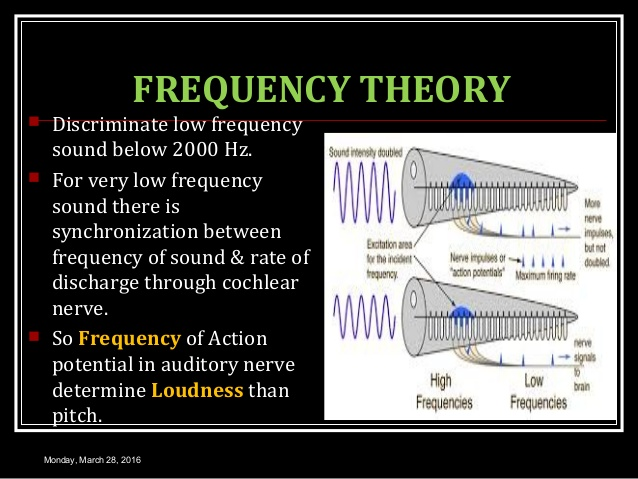 FREQUENCY THEORY
Discriminate low frequency
sound below 2000 Hz.
For very low frequency
sound there is
synchronization between
frequency of sound & rate of
discharge through cochlear
nerve.
So Frequency of Action
potential in auditory nerve
determine Loudness than
pitch.
Sound intensity doubled
More
nerve
impulses,
but not
doubled.
Excitation area
for the incident
frequency.
Nerve impulses or
"action potentials"
Maximum firing rate
nerve
signals
to
brain
High
Frequencies
Low
Frequencies
Monday, March 28, 2016